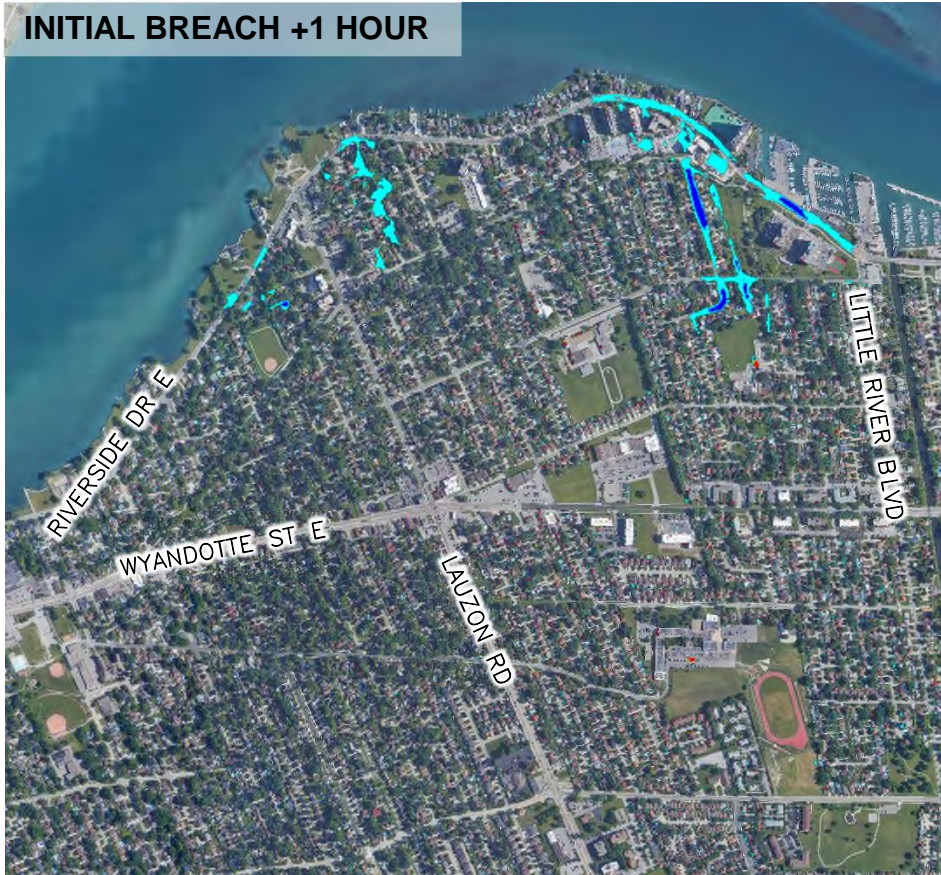 INITIAL BREACH +1 HOUR
RIVERSIDE DR E
WYANDOTTE ST E
LAUZON RD
LITTLE RIVER BLVD